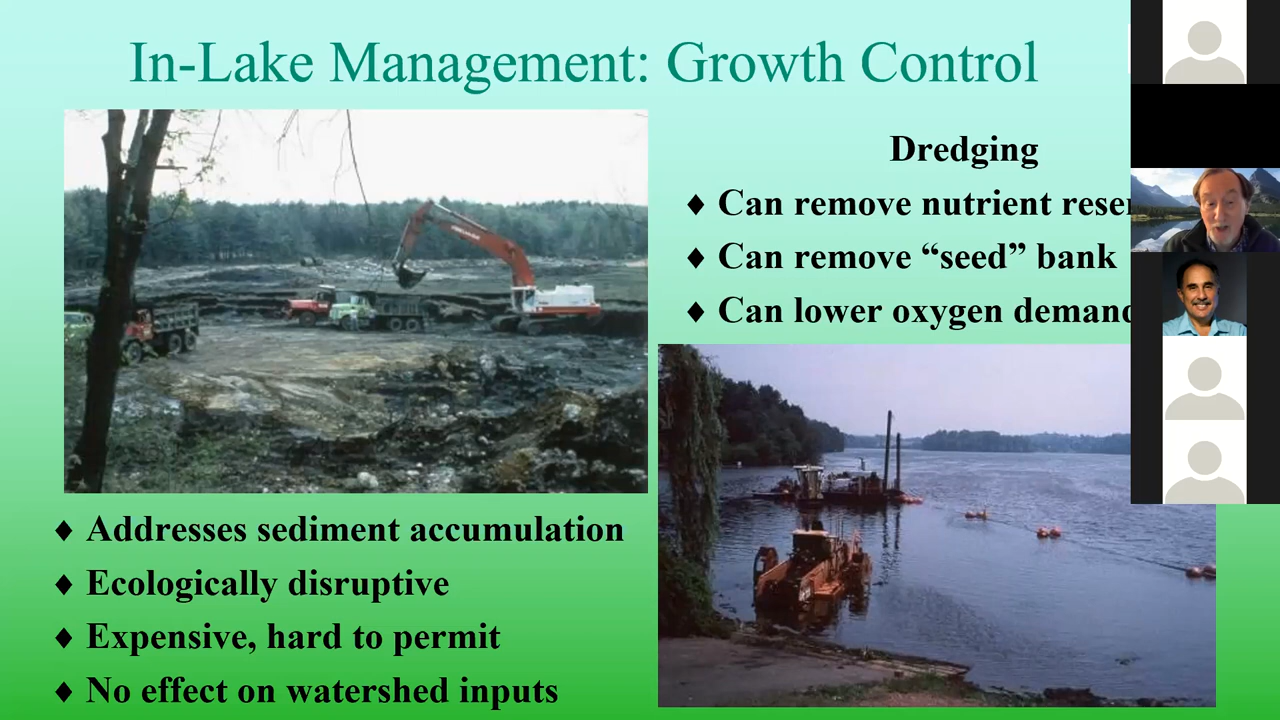 In-Lake Management: Growth Control
Dredging
♦ Can remove nutrient
♦ Can remove “seed” bank
♦ Can lower oxygen demand
♦ Addresses sediment accumulation
♦ Ecologically disruptive
♦ Expensive, hard to permit
♦ No effect on watershed inputs